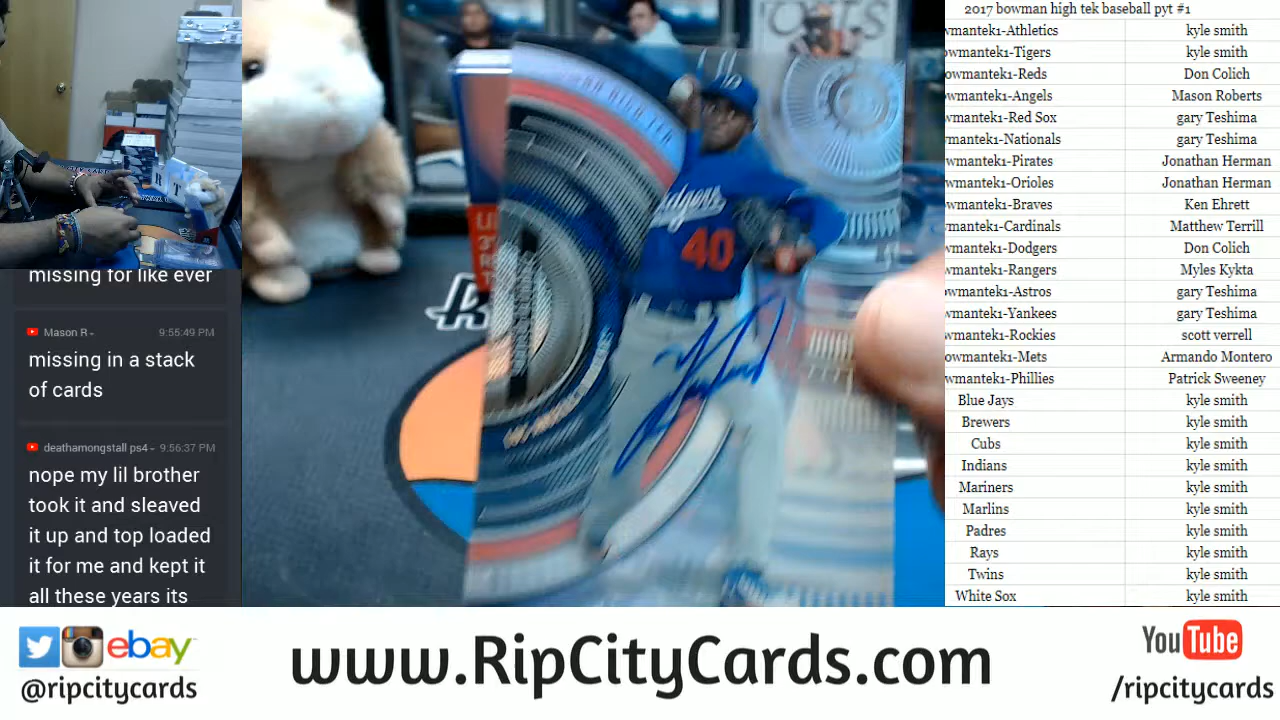 2017 bowman high tek baseball pyt #1
wmantek1-Athletics kyle smith
owmantek1-Tigers kyle smith
owmantek1-Reds Don Colich
wmantek1-Angels Mason Roberts
wmantek1-Red Sox gary Teshima
wmantek1-Nationals gary Teshima
wmantek1-Pirates Jonathan Herman
wmantek1-Orioles Jonathan Herman
wmantek1-Braves Ken Ehrett
wmantek1-Cardinals Matthew Terrill
wmantek1-Dodgers Don Colich
wmantek1-Rangers Myles Kykta
wmantek1-Astros gary Teshima
wmantek1-Yankees gary Teshima
wmantek1-Rockies scott verrell
owmantek1-Mets Armando Montero
wmantek1-Phillies Patrick Sweeney
Blue Jays kyle smith
Brewers kyle smith
Cubs kyle smith
Indians kyle smith
Mariners kyle smith
Marlins kyle smith
Padres kyle smith
Rays kyle smith
Twins kyle smith
White Sox kyle smith
missing for like ever
Mason R- 9:55:49 PM
missing in a stack
of cards
deathamongstall ps4- 9:56:37 PM
nope my lil brother
took it and sleaved
it up and top loaded
it for me and kept it
all these years its
Dodgers
40
R T
ebay
@ripcitycards
www.RipCityCards.com
YouTube
/ripcitycards